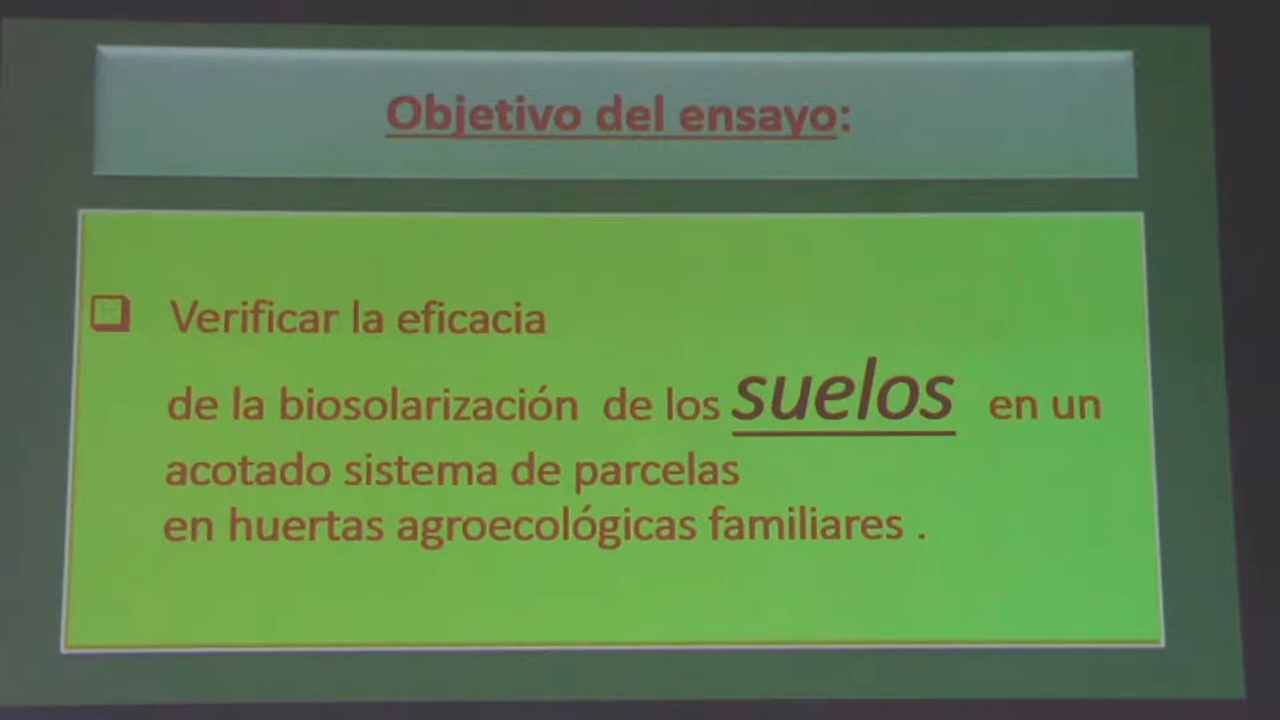 Objetivo del ensayo:
Verificar la eficacia
de la biosolarización de los suelos en un
acotado sistema de parcelas
en huertas agroecológicas familiares .